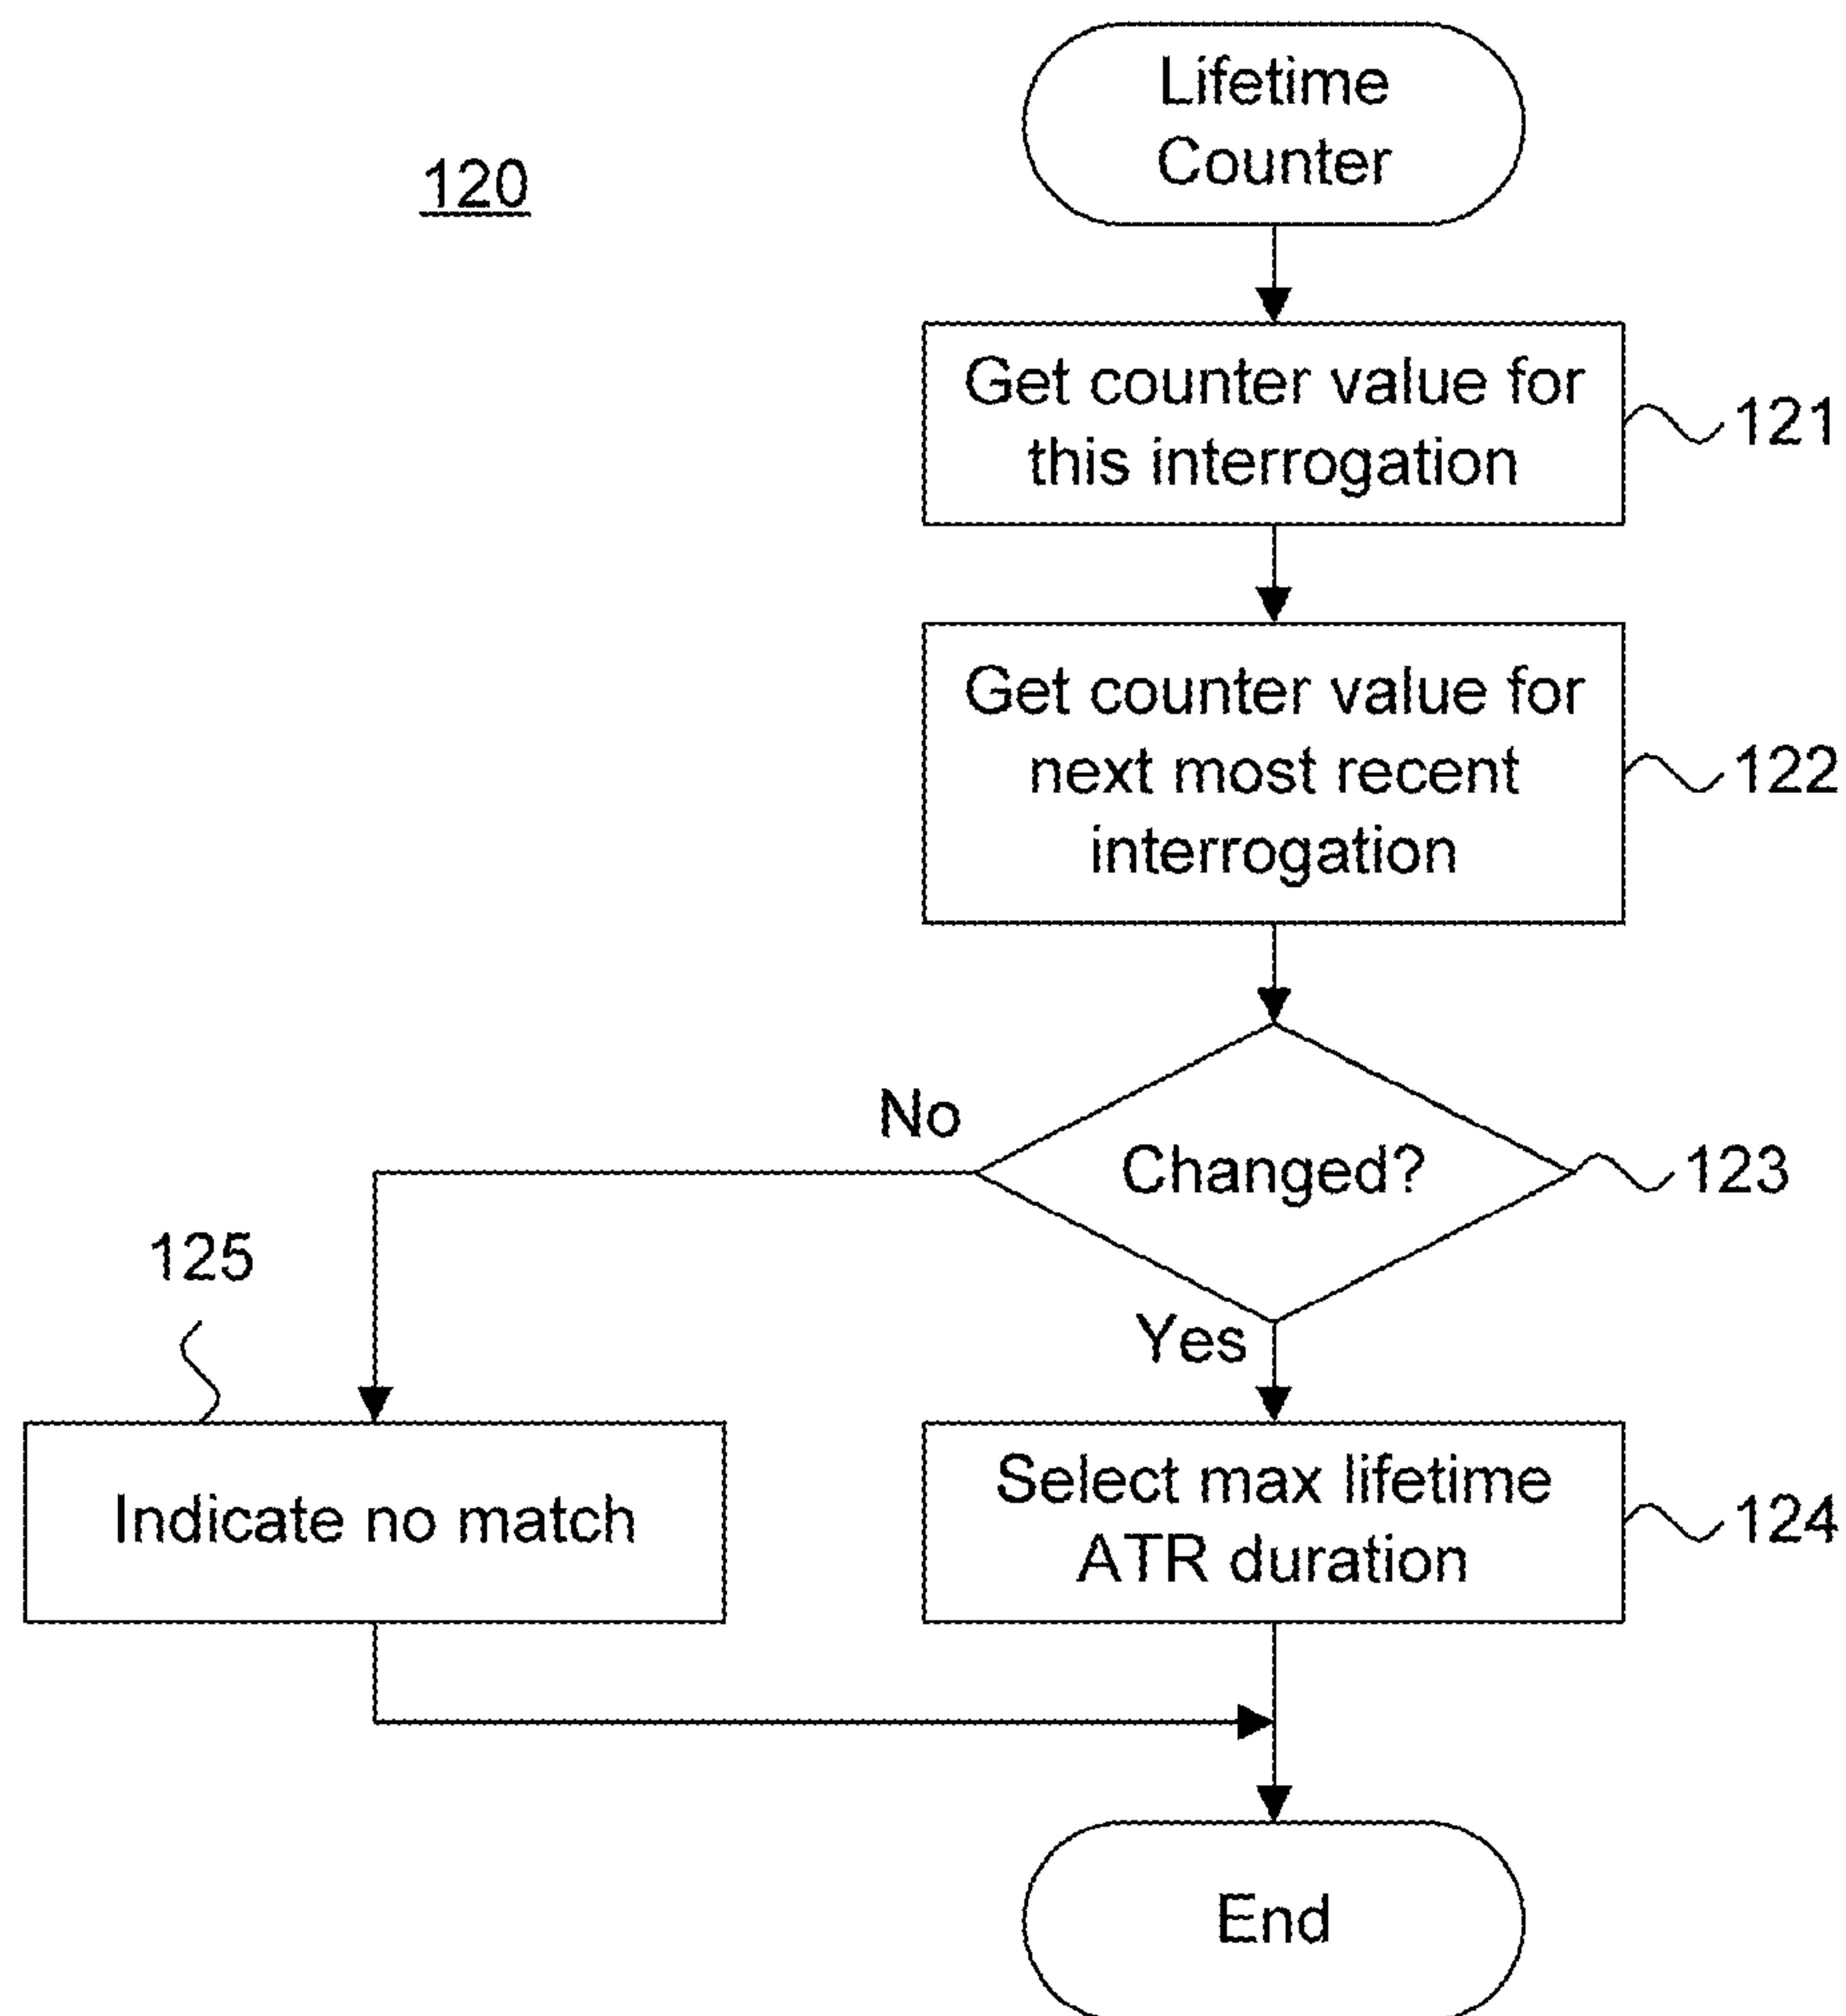 Lifetime
Counter
120
Get counter value for
this interrogation
121
Get counter value for
next most recent
interrogation
122
No
Changed?
123
125
Yes
Indicate no match
Select max lifetime
ATR duration
124
End